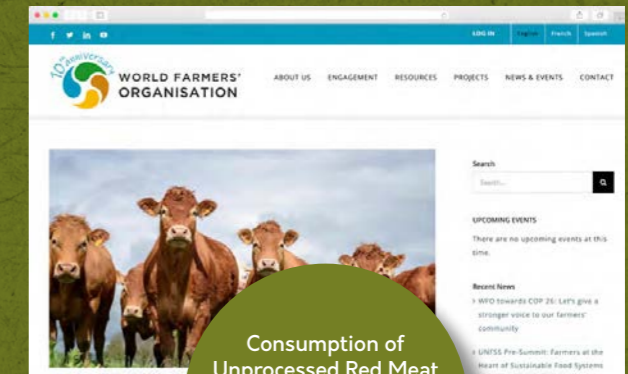 LOG IN English French Spanish
10th anniversary
WORLD FARMERS'
ORGANISATION
ABOUT US ENGAGEMENT RESOURCES PROJECTS NEWS & EVENTS CONTACT
Search
Search...
UPCOMING EVENTS
There are no upcoming events at this
time.
Recent News
> WFO towards COP 26: Let's give a
stronger voice to our farmers'
community
> UNFSS Pre-Summit: Farmers at the
Heart of Sustainable Food Systems
Consumption of
Unprocessed Red Meat